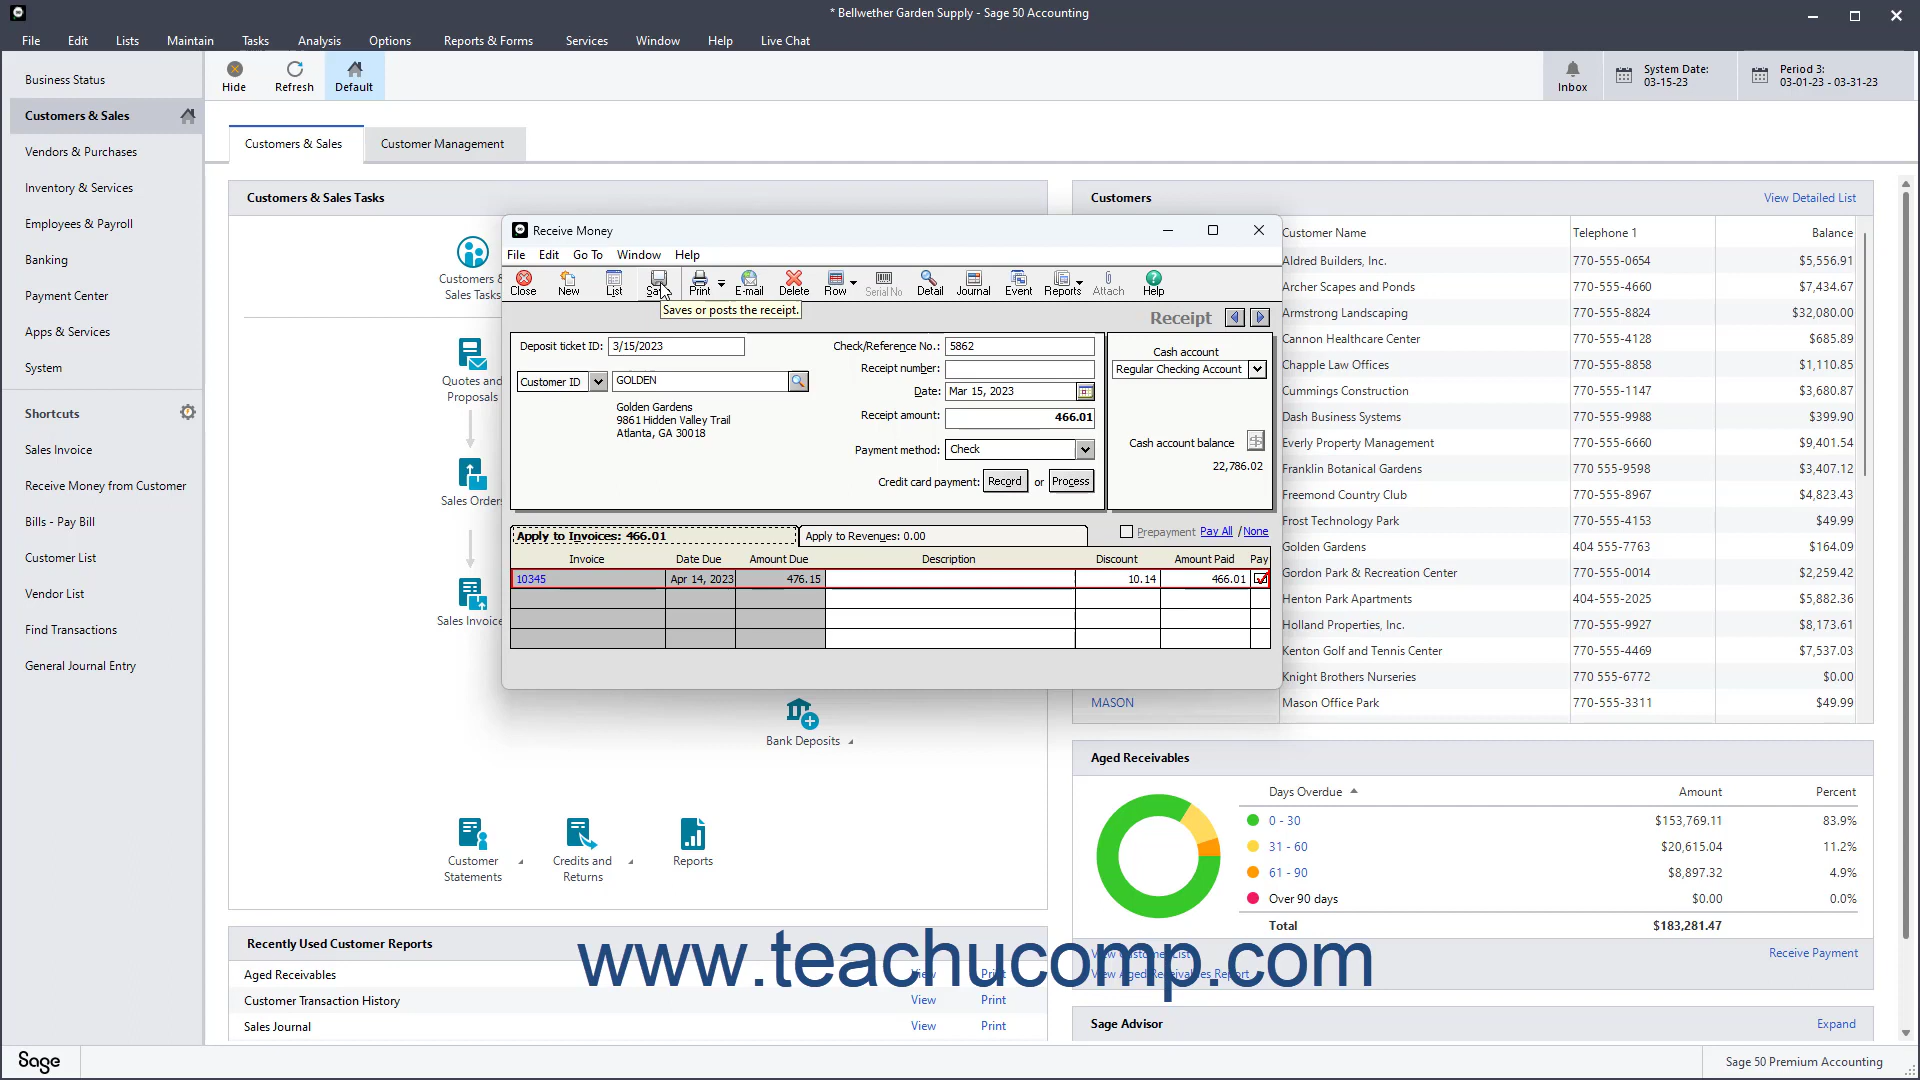 * Bellwether Garden Supply - Sage 50 Accounting
File Edit Lists Maintain Tasks Analysis Options Reports & Forms Services Window Help Live Chat
Business Status
Customers & Sales
Vendors & Purchases
Inventory & Services
Employees & Payroll
Banking
Payment Center
Apps & Services
System
Shortcuts
Sales Invoice
Receive Money from Customer
Bills - Pay Bill
Customer List
Vendor List
Find Transactions
General Journal Entry
Hide Refresh Default
Inbox
System Date:
03-15-23
Period 3:
03-01-23 - 03-31-23
Customers & Sales Customer Management
Customers & Sales Tasks
Customers &
Sales Tasks
Quotes and
Proposals
Sales Orders
Sales Invoice
Bank Deposits
Customer
Statements
Credits and
Returns
Reports
Receive Money
File Edit Go To Window Help
Close New List Save Print E-mail Delete Row Serial No Detail Journal Event Reports Attach Help
Saves or posts the receipt.
Receipt
Deposit ticket ID: 3/15/2023
Customer ID GOLDEN
Golden Gardens
9861 Hidden Valley Trail
Atlanta, GA 30018
Check/Reference No.: 5862
Receipt number:
Date: Mar 15, 2023
Receipt amount: 466.01
Payment method: Check
Credit card payment: Record or Process
Cash account
Regular Checking Account
Cash account balance
22,786.02
Apply to Invoices: 466.01 Apply to Revenues: 0.00 Prepayment Pay All / None
Invoice Date Due Amount Due Description Discount Amount Paid Pay
10345 Apr 14, 2023 476.15 10.14 466.01
Customers View Detailed List
Customer Name Telephone 1 Balance
Aldred Builders, Inc. 770-555-0654 $5,556.91
Archer Scapes and Ponds 770-555-4660 $7,434.67
Armstrong Landscaping 770-555-8824 $32,080.00
Cannon Healthcare Center 770-555-4128 $685.89
Chapple Law Offices 770-555-8858 $1,110.85
Cummings Construction 770-555-1147 $3,680.87
Dash Business Systems 770-555-9988 $399.90
Everly Property Management 770-555-6660 $9,401.54
Franklin Botanical Gardens 770 555-9598 $3,407.12
Freemond Country Club 770-555-8967 $4,823.43
Frost Technology Park 770-555-4153 $49.99
Golden Gardens 404 555-7763 $164.09
Gordon Park & Recreation Center 770-555-0014 $2,259.42
Henton Park Apartments 404-555-2025 $5,882.36
Holland Properties, Inc. 770-555-9927 $8,173.61
Kenton Golf and Tennis Center 770-555-4469 $7,537.03
Knight Brothers Nurseries 770 555-6772 $0.00
MASON Mason Office Park 770-555-3311 $49.99
Aged Receivables
Days Overdue Amount Percent
0 - 30 $153,769.11 83.9%
31 - 60 $20,615.04 11.2%
61 - 90 $8,897.32 4.9%
Over 90 days $0.00 0.0%
Total $183,281.47
View Customer List Receive Payment
View Aged Receivables Report
Recently Used Customer Reports
Aged Receivables View Print
Customer Transaction History View Print
Sales Journal View Print
www.teachucomp.com
Sage Advisor Expand
Sage
Sage 50 Premium Accounting